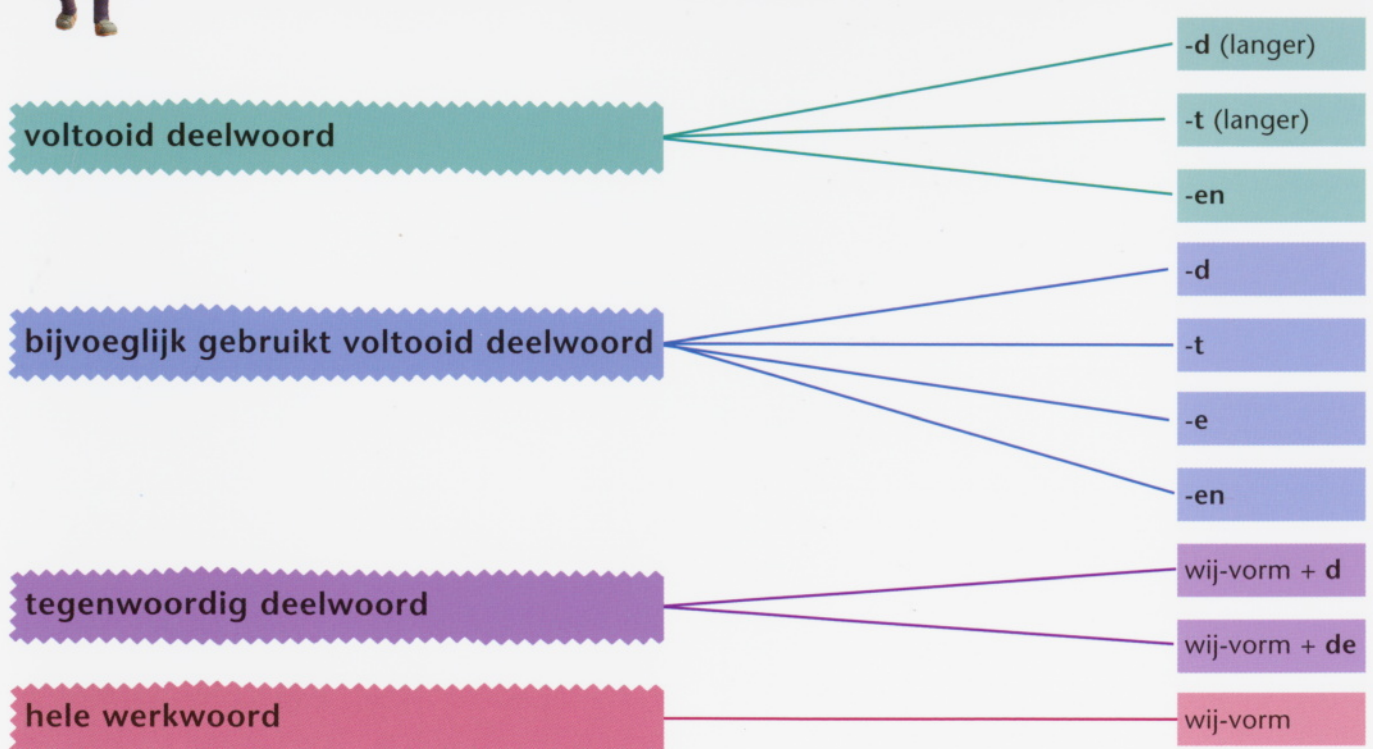 voltooid deelwoord
-d (langer)
-t (langer)
-en
bijvoeglijk gebruikt voltooid deelwoord
-d
-t
-e
-en
tegenwoordig deelwoord
wij-vorm + d
wij-vorm + de
hele werkwoord
wij-vorm